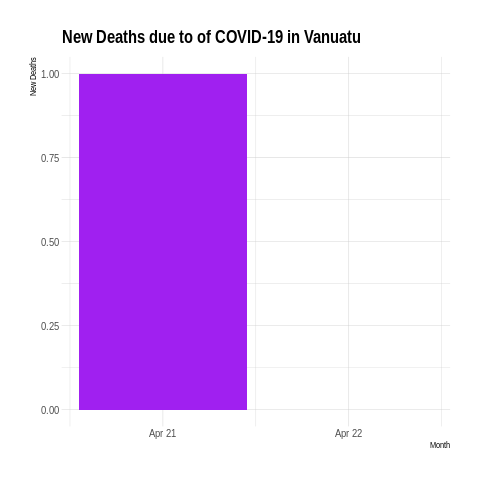 New Deaths due to of COVID-19 in Vanuatu
New Deaths
1.00
0.75
0.50
0.25
0.00
Apr 21
Apr 22
Month